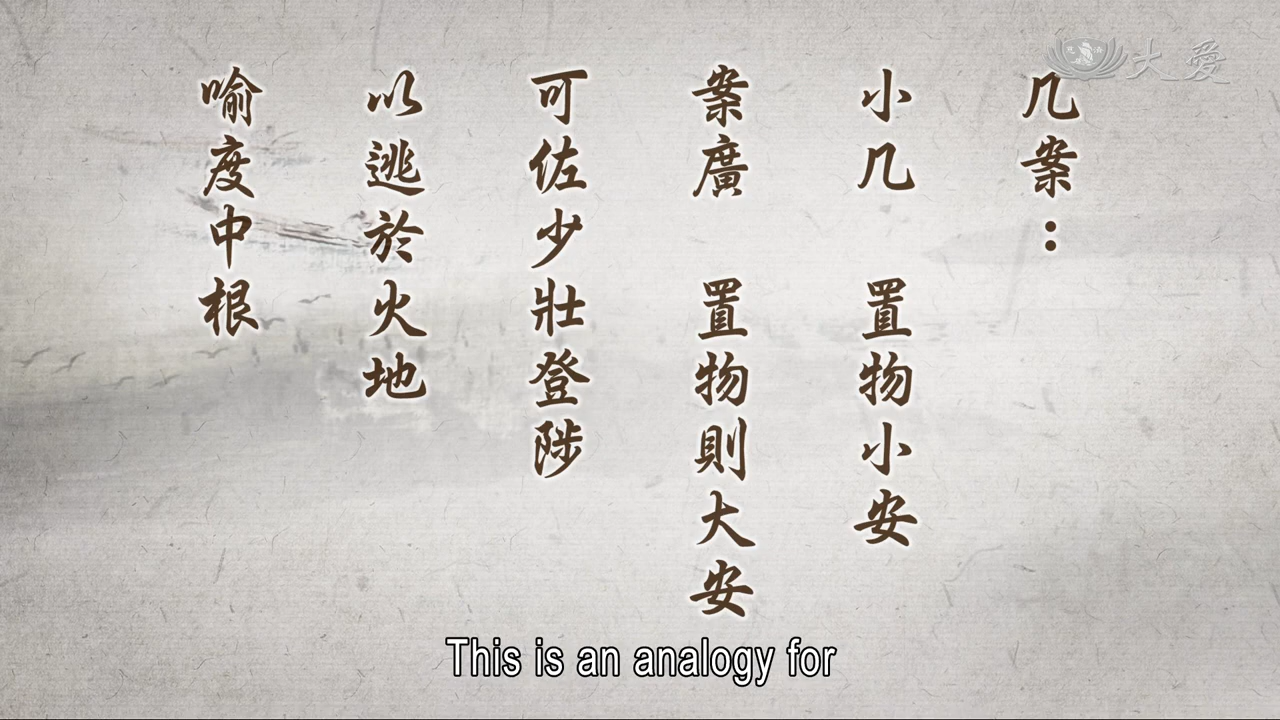 大愛
几案：
小几　置物小安
案廣　置物則大安
可佐少壯登陟
以逃於火地
喻度中根
This is an analogy for